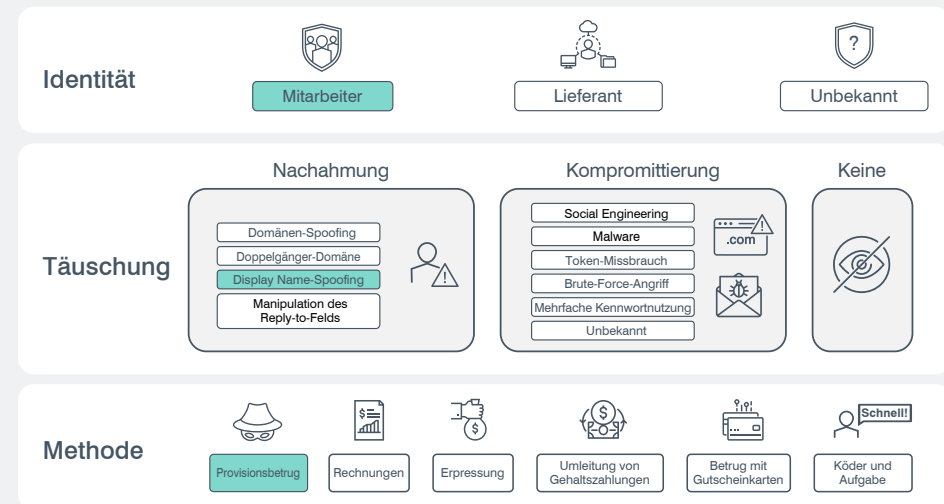 Identität
?
Mitarbeiter
Lieferant
Unbekannt
Täuschung
Nachahmung
Domänen-Spoofing
Doppelgänger-Domäne
Display Name-Spoofing
Manipulation des
Reply-to-Felds
!
Kompromittierung
Social Engineering
Malware
Token-Missbrauch
Brute-Force-Angriff
Mehrfache Kennwortnutzung
Unbekannt
!
.com
Keine
Methode
$
$
$
Schnell!
Provisionsbetrug
Rechnungen
Erpressung
Umleitung von
Gehaltszahlungen
Betrug mit
Gutscheinkarten
Köder und
Aufgabe